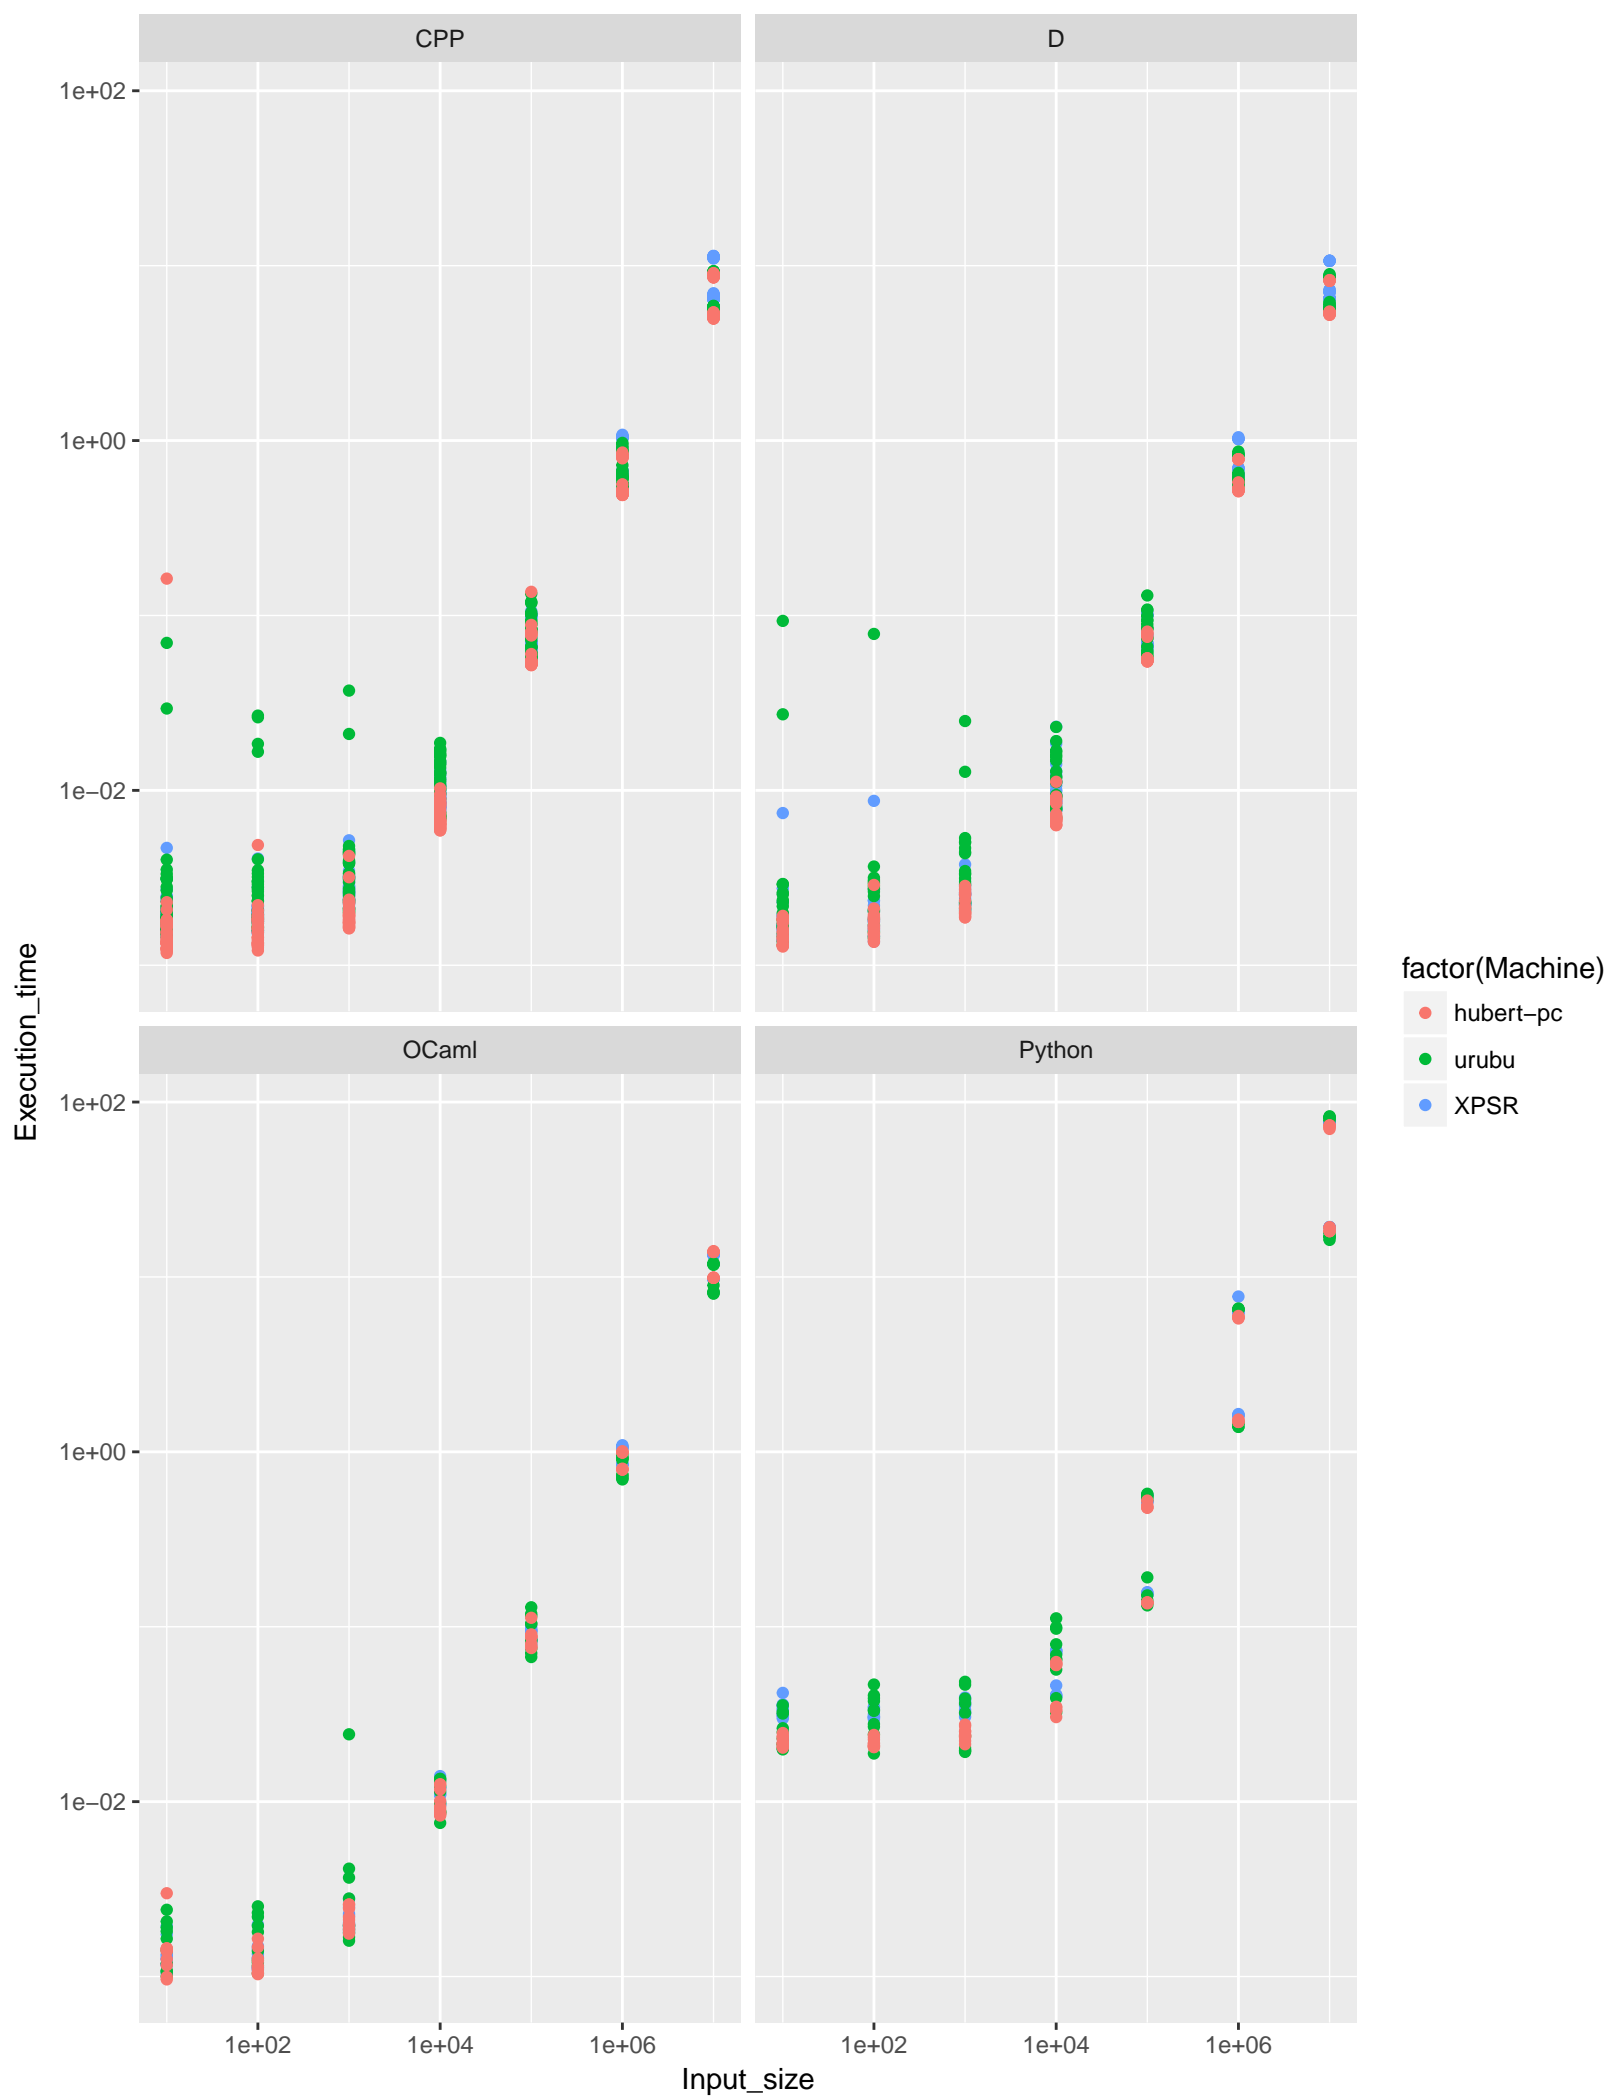 CPP
D
1e+02
1e+00
1e−02
OCaml
Python
1e+02
1e+00
1e−02
1e+02
1e+04
1e+06
1e+02
1e+04
1e+06
Input_size
Execution_time
factor(Machine)
hubert−pc
urubu
XPSR